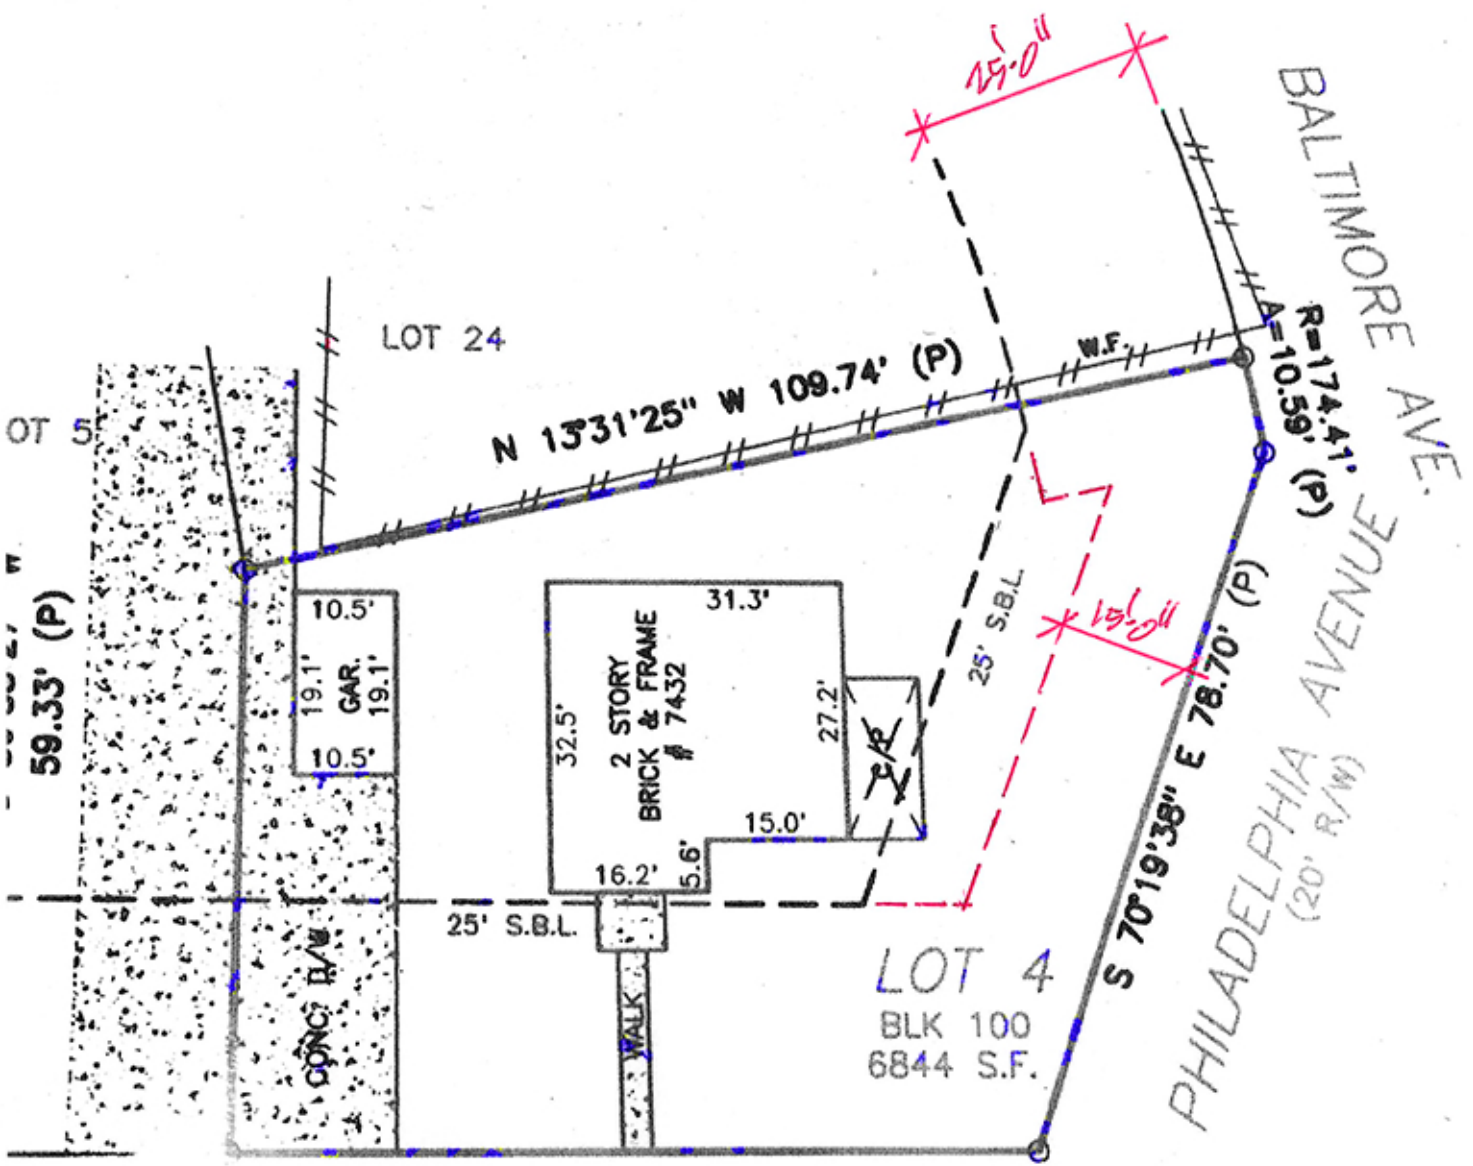 25'-0"
BALTIMORE AVE.
LOT 24
W.F.
R=174.41'
A=10.59' (P)
N 13°31'25" W 109.74' (P)
OT 5
59.33' (P)
10.5'
19.1'
GAR.
19.1'
10.5'
31.3'
32.5'
2 STORY
BRICK & FRAME
# 7432
27.2'
C/P
15.0'
5.6'
16.2'
25' S.B.L.
25' S.B.L.
S 70°19'38" E 78.70' (P)
PHILADELPHIA AVENUE
(20' R/W)
CONC. D/W
WALK
LOT 4
BLK 100
6844 S.F.